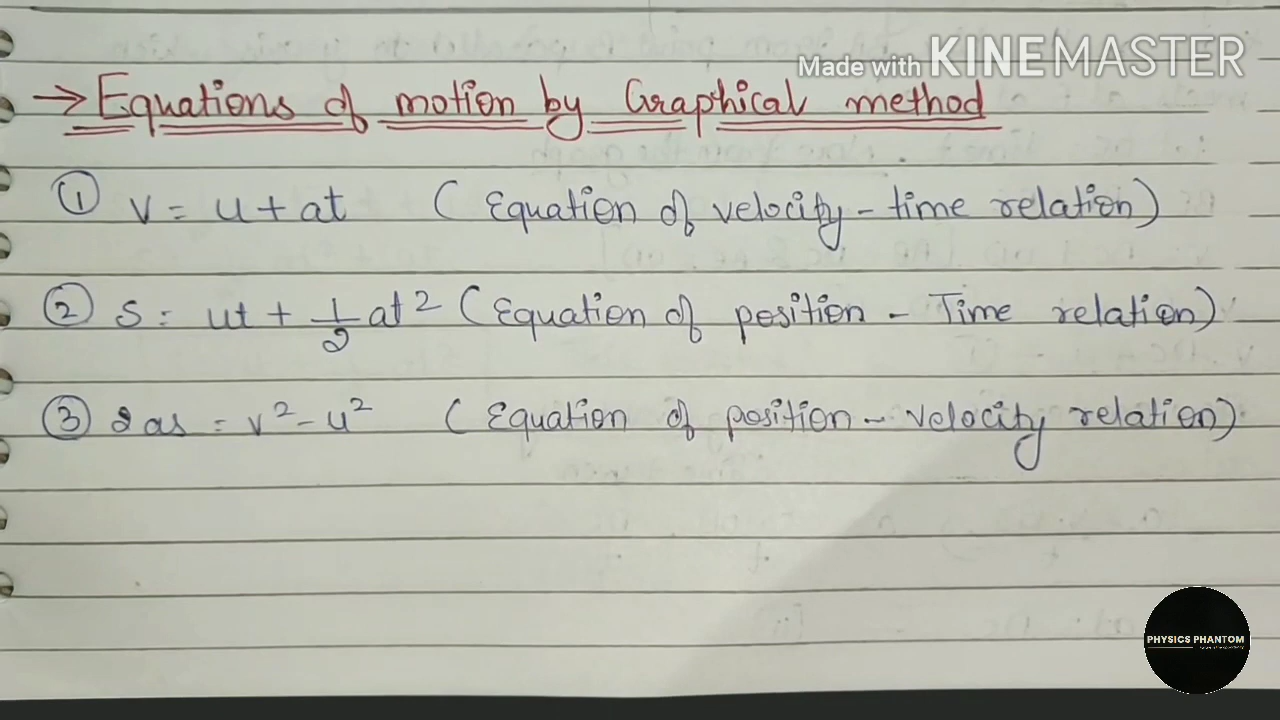 Made with KINEMASTER
→ Equations of motion by Graphical method
① v = u + at ( Equation of velocity - time relation )
② s = ut + 1/2 at² ( Equation of position - Time relation )
③ 2as = v² - u² ( Equation of position - velocity relation )
PHYSICS PHANTOM